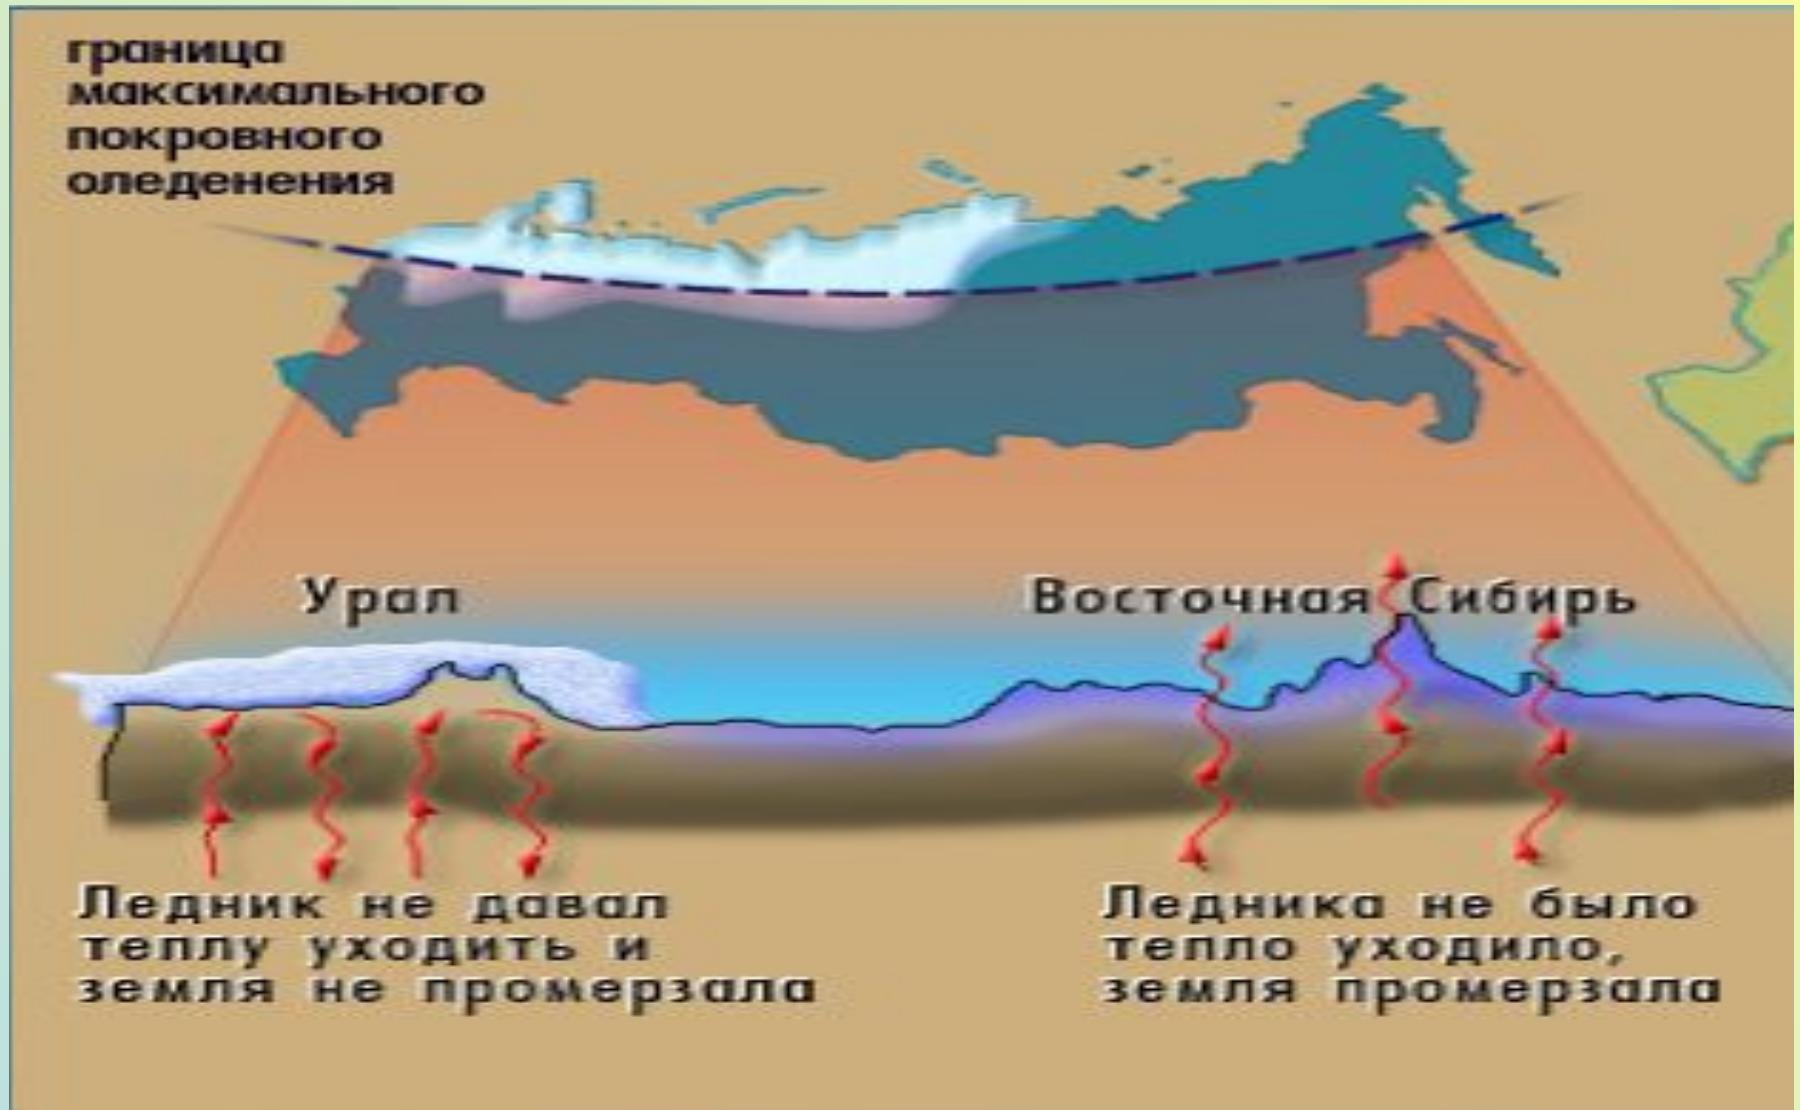 граница
максимального
покровного
оледенения
Урал
Восточная Сибирь
Ледник не давал
теплу уходить и
земля не промерзала
Ледника не было
тепло уходило,
земля промерзала